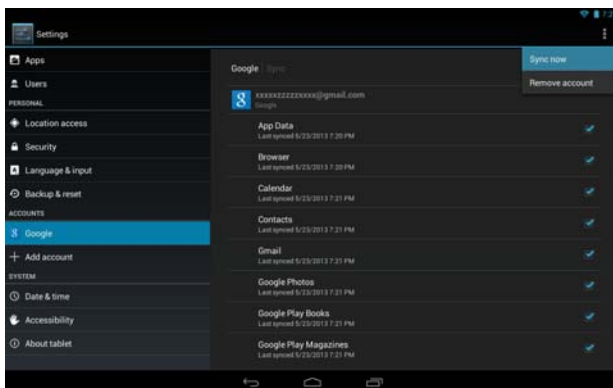 7:2
Settings
Apps
Users
PERSONAL
Location access
Security
Language & input
Backup & reset
ACCOUNTS
Google
Add account
SYSTEM
Date & time
Accessibility
About tablet
Google Sync
Sync now
Remove account
Google
App Data
Last synced 5/23/2013 7:20 PM
Browser
Last synced 5/23/2013 7:20 PM
Calendar
Last synced 5/23/2013 7:21 PM
Contacts
Last synced 5/23/2013 7:21 PM
Gmail
Last synced 5/23/2013 7:21 PM
Google Photos
Last synced 5/23/2013 7:21 PM
Google Play Books
Last synced 5/23/2013 7:21 PM
Google Play Magazines
Last synced 5/23/2013 7:21 PM